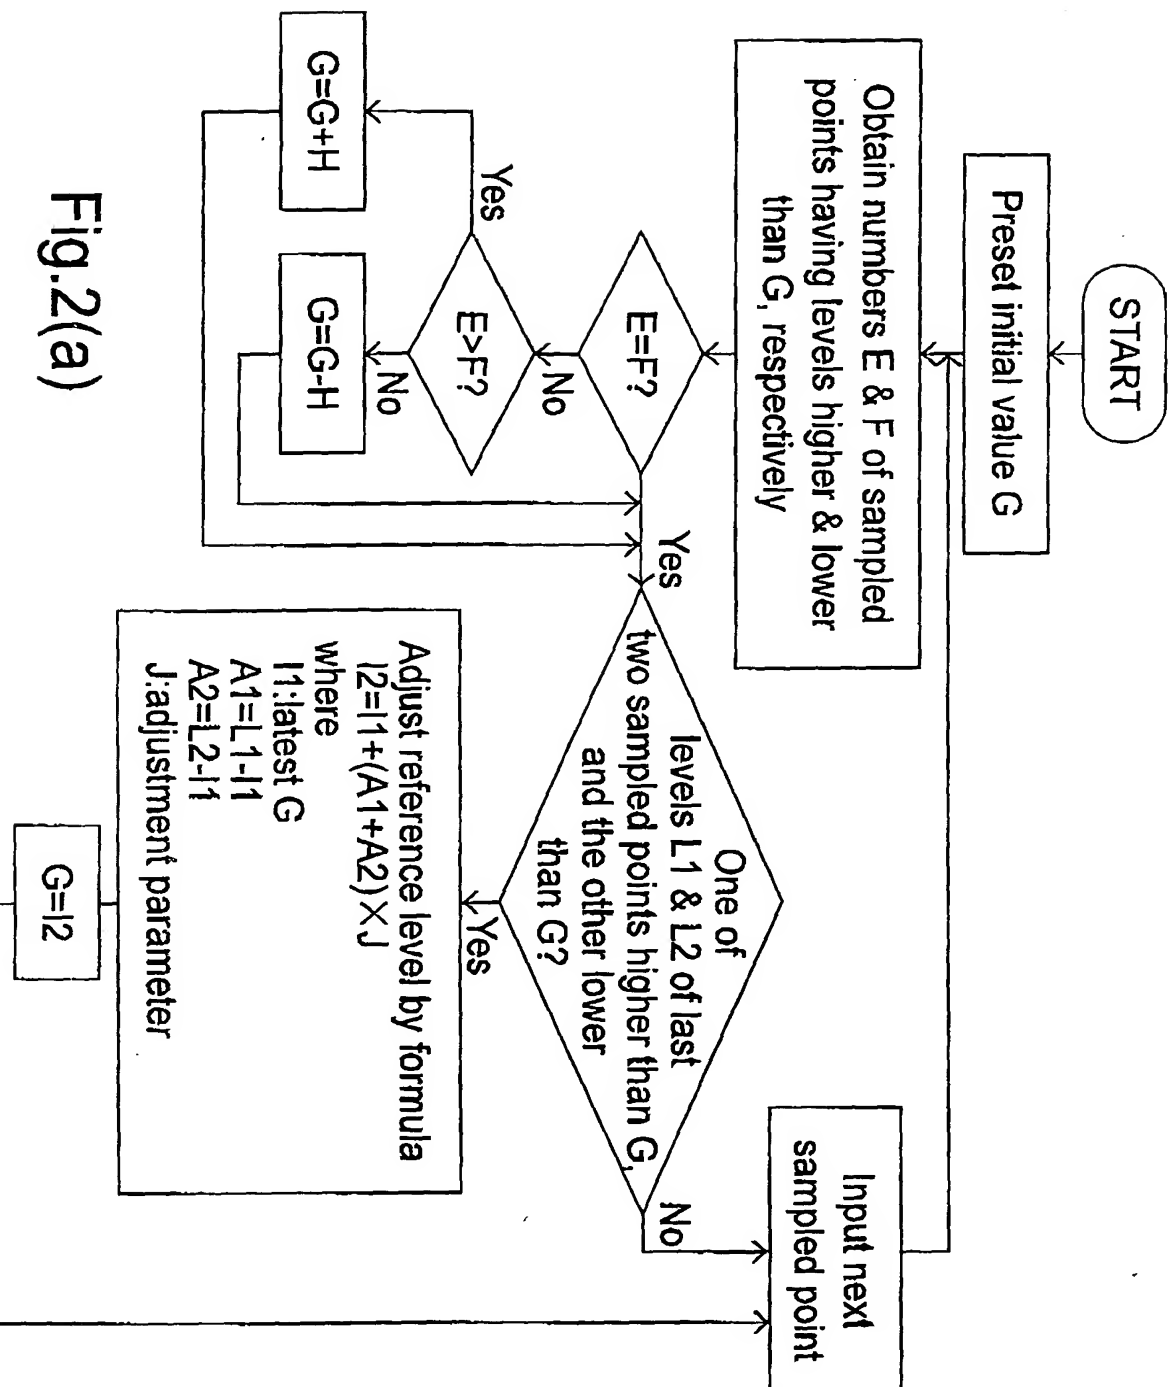 START
Preset initial value G
Obtain numbers E & F of sampled
points having levels higher & lower
than G, respectively
E=F?
No
Yes
E>F?
Yes
No
G=G+H
G=G-H
One of
levels L1 & L2 of last
two sampled points higher than G,
and the other lower
than G?
No
Yes
Input next
sampled point
Adjust reference level by formula
I2=I1+(A1+A2)×J
where
I1:latest G
A1=L1-I1
A2=L2-I1
J:adjustment parameter
G=I2
Fig.2(a)